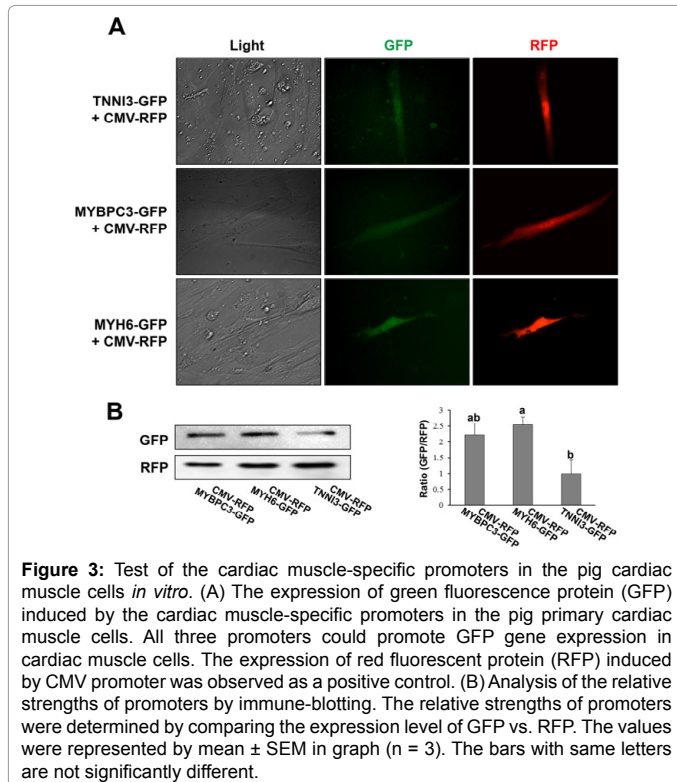 A
Light GFP RFP
TNNI3-GFP
+ CMV-RFP
MYBPC3-GFP
+ CMV-RFP
MYH6-GFP
+ CMV-RFP
B
GFP
RFP
CMV-RFP
MYBPC3-GFP
CMV-RFP
MYH6-GFP
CMV-RFP
TNNI3-GFP
Ratio (GFP/RFP)
3
2.5
2
1.5
1
0.5
0
ab
a
b
CMV-RFP
MYBPC3-GFP
CMV-RFP
MYH6-GFP
CMV-RFP
TNNI3-GFP
Figure 3: Test of the cardiac muscle-specific promoters in the pig cardiac
muscle cells in vitro. (A) The expression of green fluorescence protein (GFP)
induced by the cardiac muscle-specific promoters in the pig primary cardiac
muscle cells. All three promoters could promote GFP gene expression in
cardiac muscle cells. The expression of red fluorescent protein (RFP) induced
by CMV promoter was observed as a positive control. (B) Analysis of the relative
strengths of promoters by immune-blotting. The relative strengths of promoters
were determined by comparing the expression level of GFP vs. RFP. The values
were represented by mean ± SEM in graph (n = 3). The bars with same letters
are not significantly different.